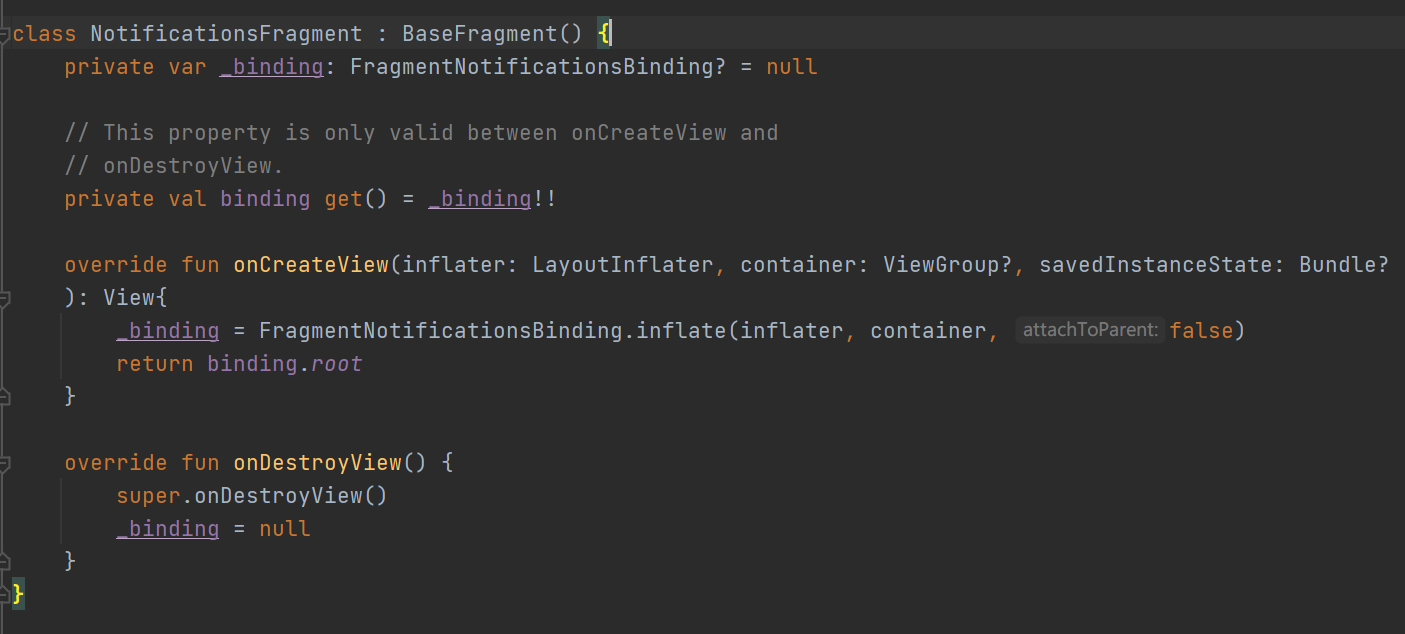 class NotificationsFragment : BaseFragment() {
private var _binding: FragmentNotificationsBinding? = null
// This property is only valid between onCreateView and
// onDestroyView.
private val binding get() = _binding!!
override fun onCreateView(inflater: LayoutInflater, container: ViewGroup?, savedInstanceState: Bundle?
): View{
_binding = FragmentNotificationsBinding.inflate(inflater, container, attachToParent: false)
return binding.root
}
override fun onDestroyView() {
super.onDestroyView()
_binding = null
}
}